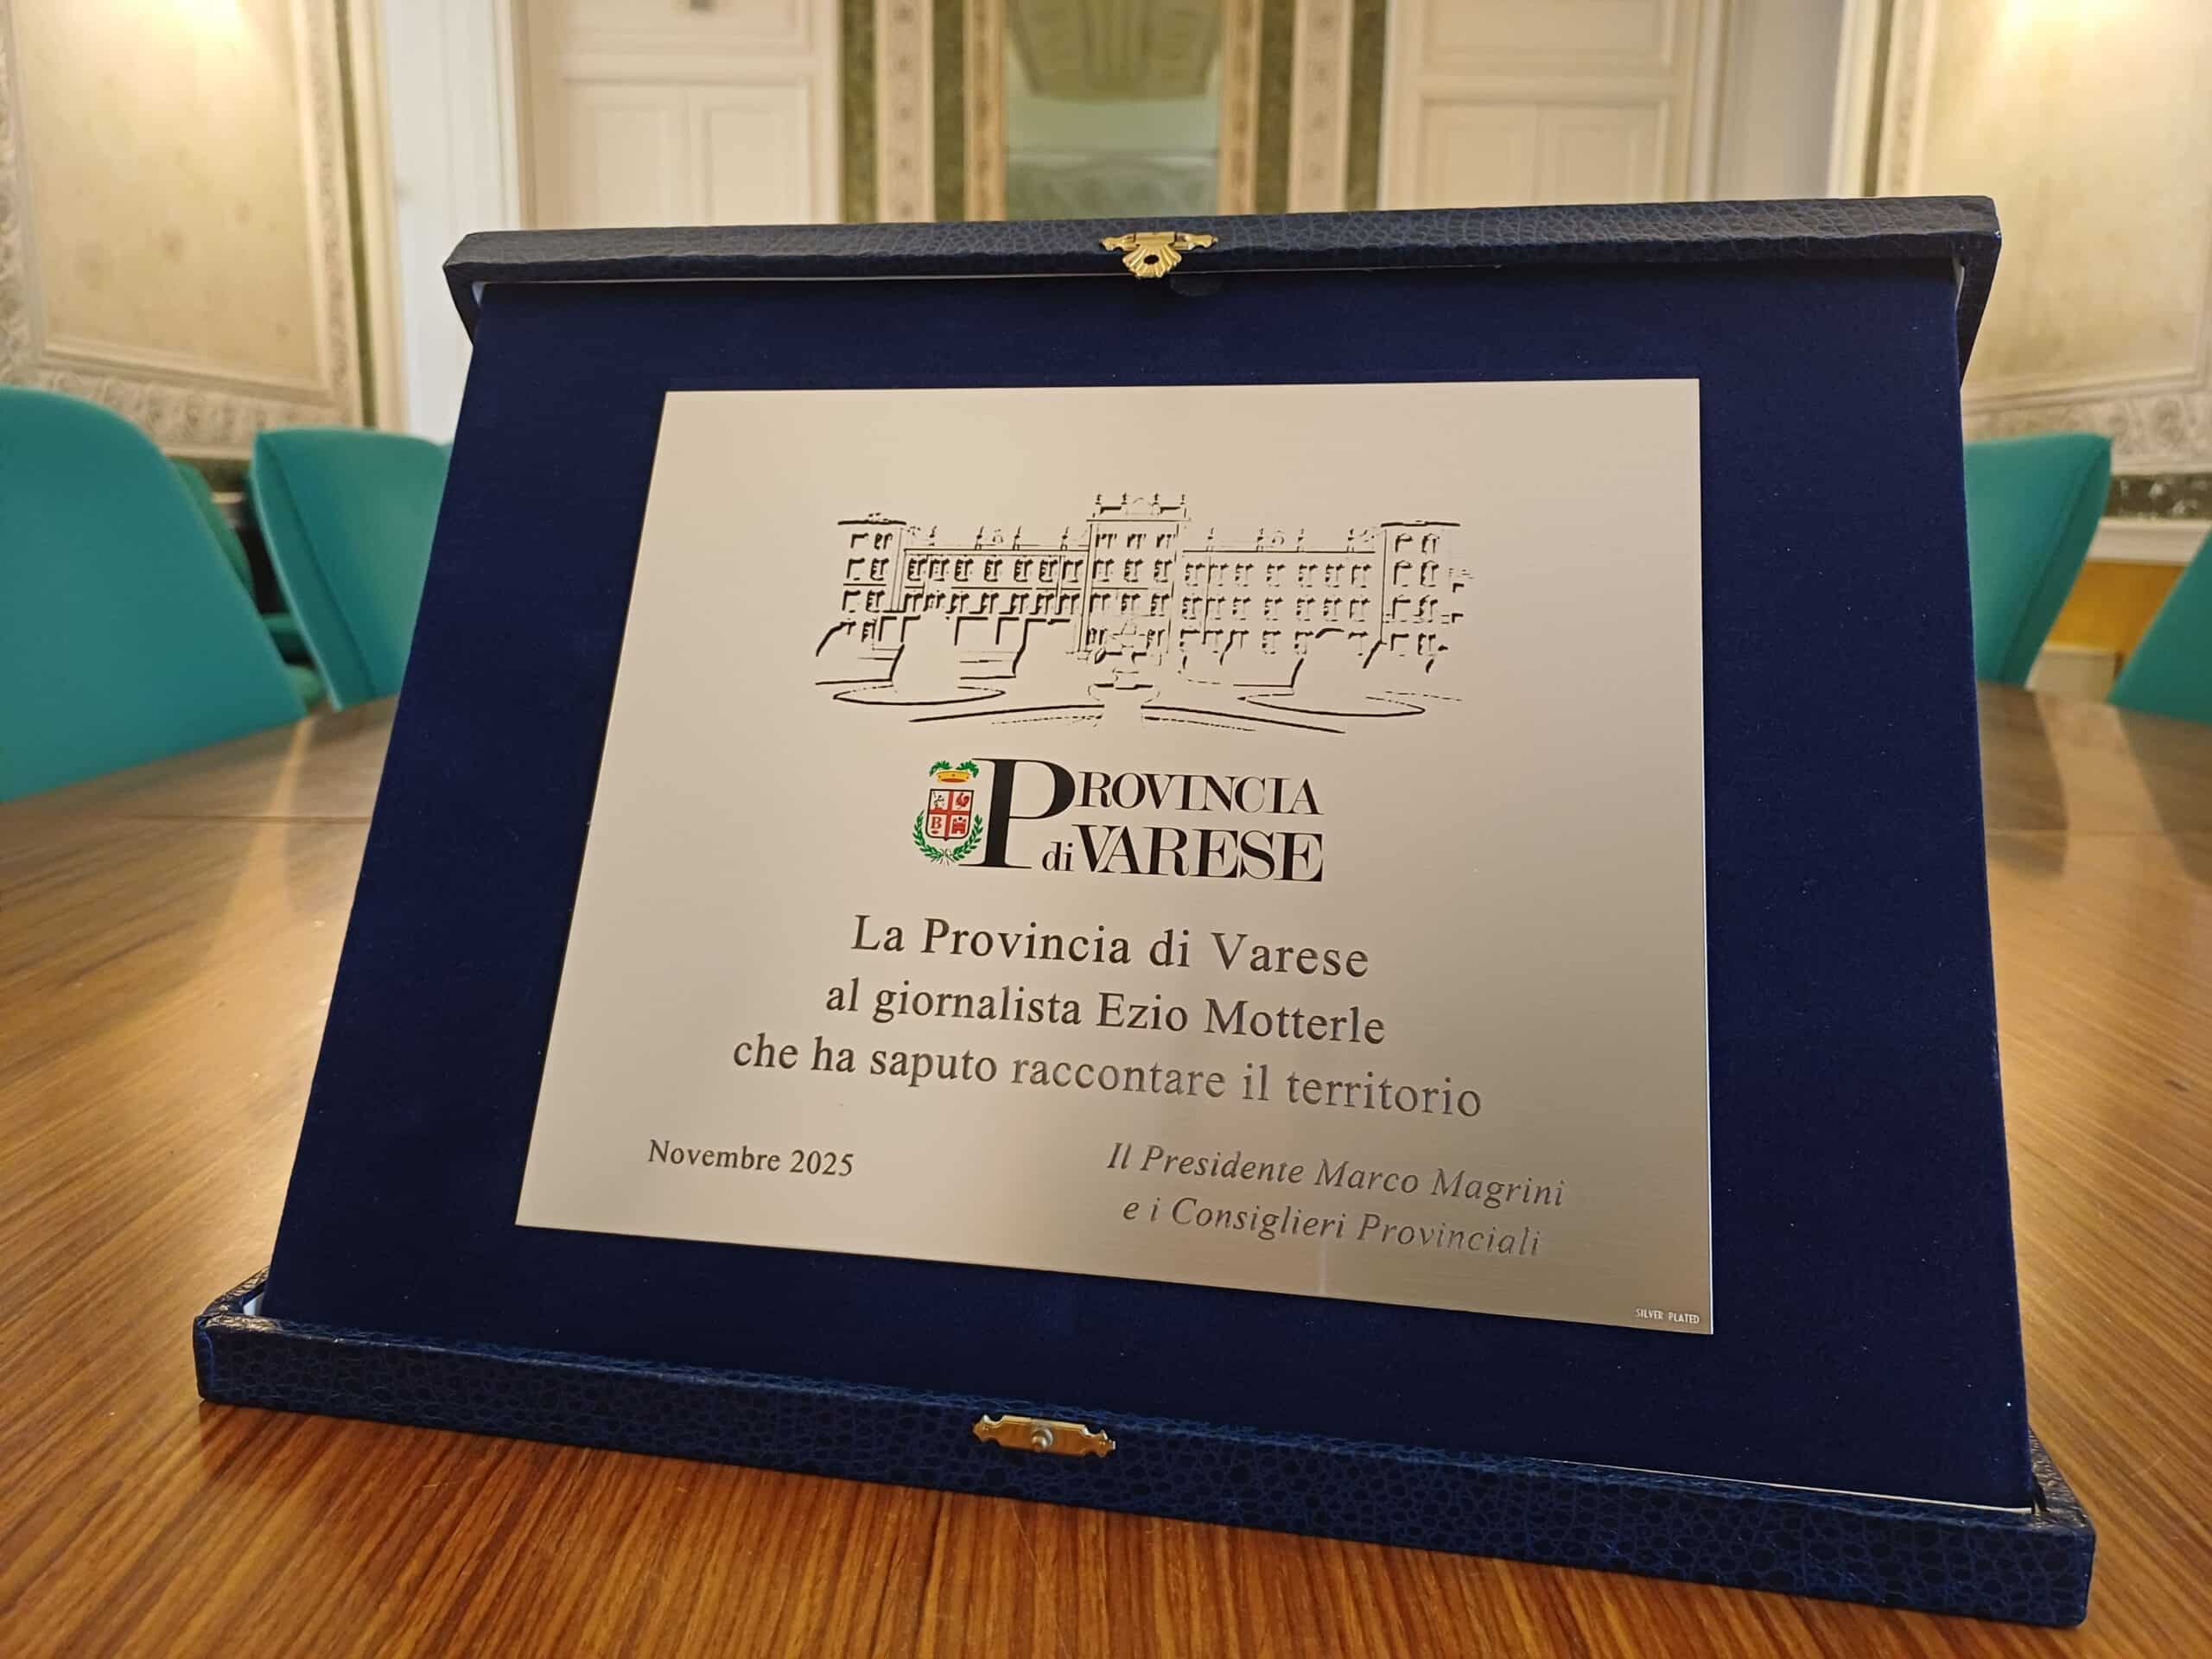 PROVINCIA
di VARESE
B
La Provincia di Varese
al giornalista Ezio Motterle
che ha saputo raccontare il territorio
Novembre 2025
Il Presidente Marco Magrini
e i Consiglieri Provinciali
SILVER PLATED